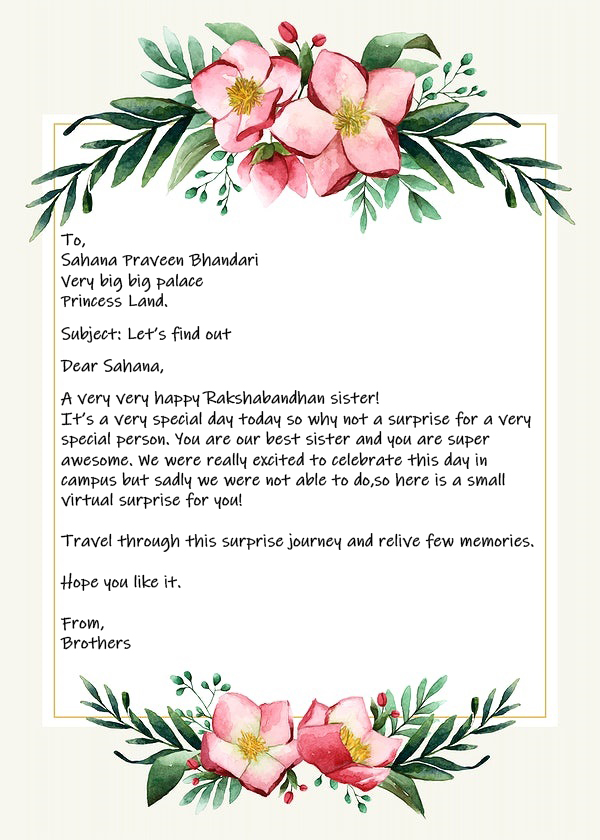 To,
Sahana Praveen Bhandari
Very big big palace
Princess Land.
Subject: Let's find out
Dear Sahana,
A very very happy Rakshabandhan sister!
It's a very special day today so why not a surprise for a very
special person. You are our best sister and you are super
awesome. We were really excited to celebrate this day in
campus but sadly we were not able to do,so here is a small
virtual surprise for you!
Travel through this surprise journey and relive few memories.
Hope you like it.
From,
Brothers